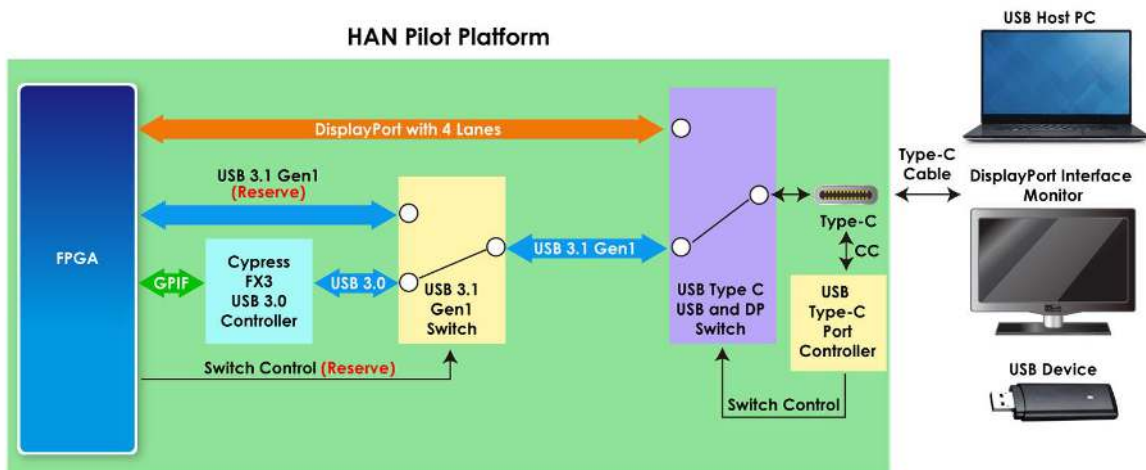 HAN Pilot Platform
USB Host PC
DisplayPort with 4 Lanes
USB 3.1 Gen1
(Reserve)
Type-C
Cable
DisplayPort Interface
Monitor
FPGA
Type-C
USB 3.1 Gen1
CC
GPIF
Cypress
FX3
USB 3.0
Controller
USB 3.0
USB 3.1
Gen1
Switch
USB Type C
USB and DP
Switch
USB
Type-C
Port
Controller
Switch Control (Reserve)
Switch Control
USB Device